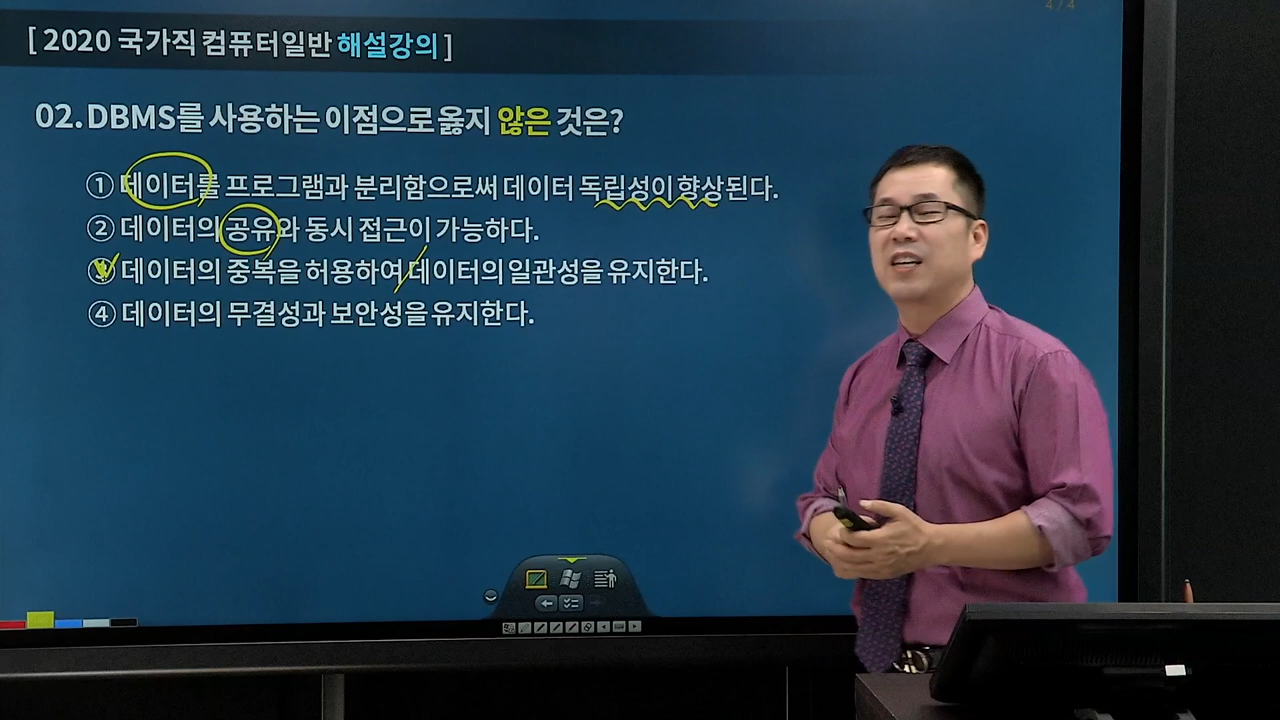 4 / 4
[ 2020 국가직 컴퓨터일반 해설강의 ]
02. DBMS를 사용하는 이점으로 옳지 않은 것은?
① 데이터를 프로그램과 분리함으로써 데이터 독립성이 향상된다.
② 데이터의 공유와 동시 접근이 가능하다.
③ 데이터의 중복을 허용하여 데이터의 일관성을 유지한다.
④ 데이터의 무결성과 보안성을 유지한다.